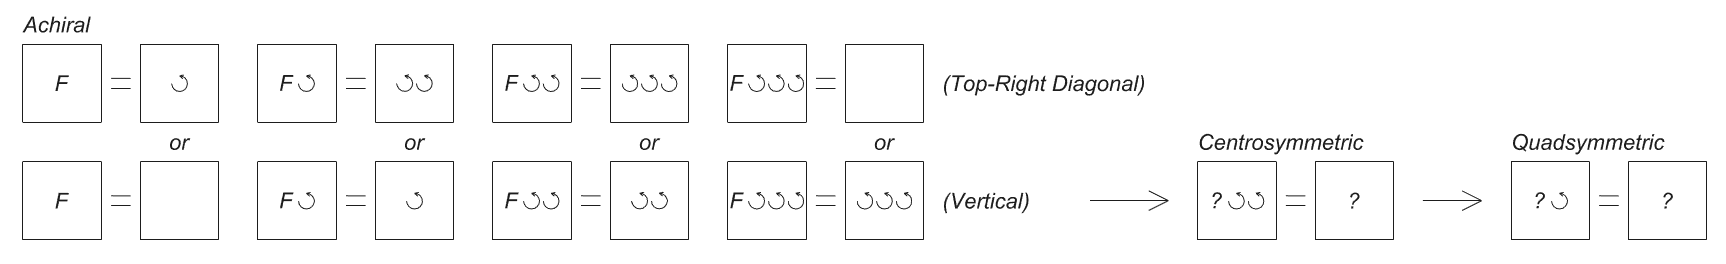 Achiral
F = ↺ F ↺ = ↺↺ F ↺↺ = ↺↺↺ F ↺↺↺ = (Top-Right Diagonal)
or or or or Centrosymmetric Quadsymmetric
F = F ↺ = ↺ F ↺↺ = ↺↺ F ↺↺↺ = ↺↺↺ (Vertical) → ? ↺↺ = ? → ? ↺ = ?